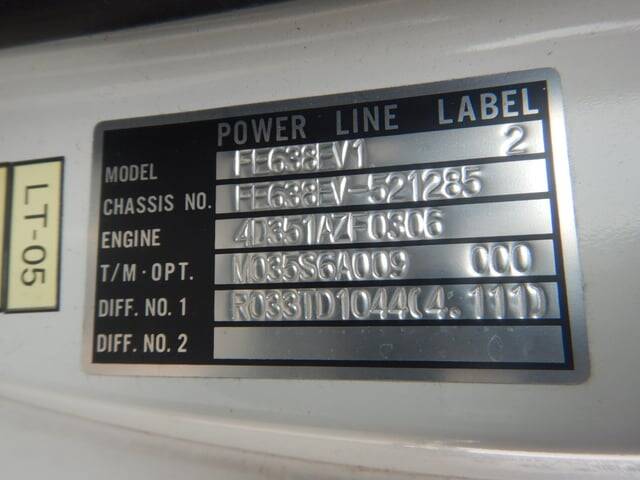 POWER LINE LABEL
MODEL FE638EV1 2
CHASSIS NO. FE638EV-521285
ENGINE 4D351AZF0306
T/M·OPT. M035S6A009 000
DIFF. NO. 1 R033TD1044(4.111)
DIFF. NO. 2
LT-05